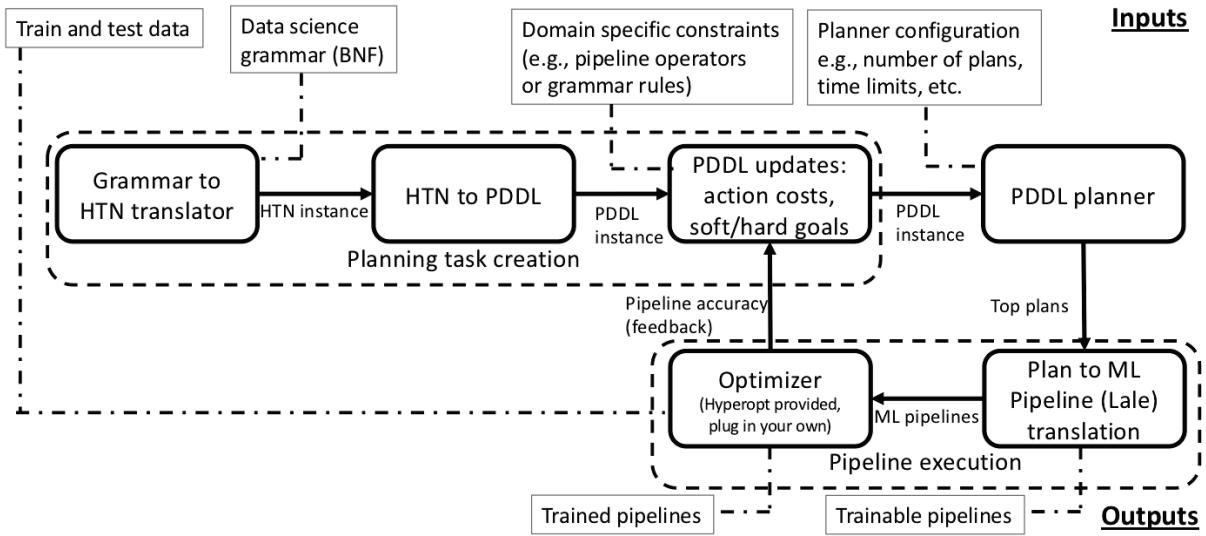 Inputs
Train and test data
Data science
grammar (BNF)
Domain specific constraints
(e.g., pipeline operators
or grammar rules)
Planner configuration
e.g., number of plans,
time limits, etc.
Grammar to
HTN translator
HTN instance
HTN to PDDL
PDDL
instance
PDDL updates:
action costs,
soft/hard goals
PDDL
instance
PDDL planner
Planning task creation
Pipeline accuracy
(feedback)
Top plans
Optimizer
(Hyperopt provided,
plug in your own)
ML pipelines
Plan to ML
Pipeline (Lale)
translation
Pipeline execution
Trained pipelines
Trainable pipelines
Outputs